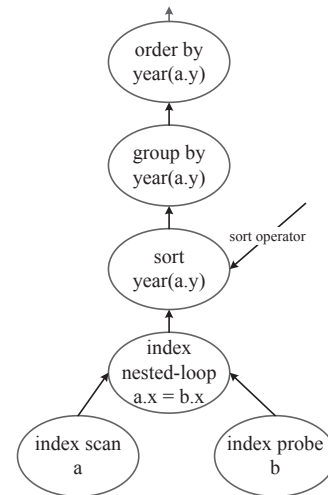 order by
year(a.y)
group by
year(a.y)
sort operator
sort
year(a.y)
index
nested-loop
a.x = b.x
index scan
a
index probe
b